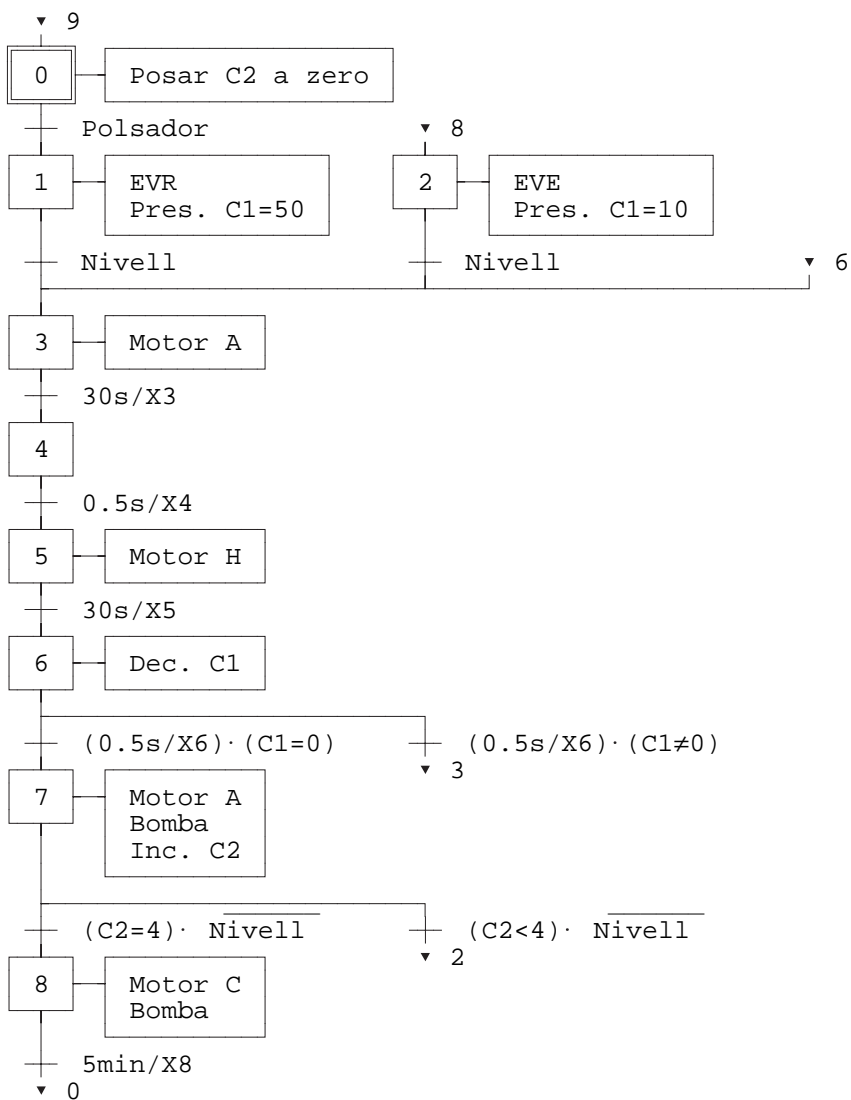 9
0
Posar C2 a zero
Polsador
8
1
EVR
Pres. C1=50
2
EVE
Pres. C1=10
Nivell
Nivell
6
3
Motor A
30s/X3
4
0.5s/X4
5
Motor H
30s/X5
6
Dec. C1
(0.5s/X6)·(C1=0)
(0.5s/X6)·(C1≠0)
3
7
Motor A
Bomba
Inc. C2
(C2=4)· N̅i̅v̅e̅l̅l̅
(C2<4)· N̅i̅v̅e̅l̅l̅
2
8
Motor C
Bomba
5min/X8
0